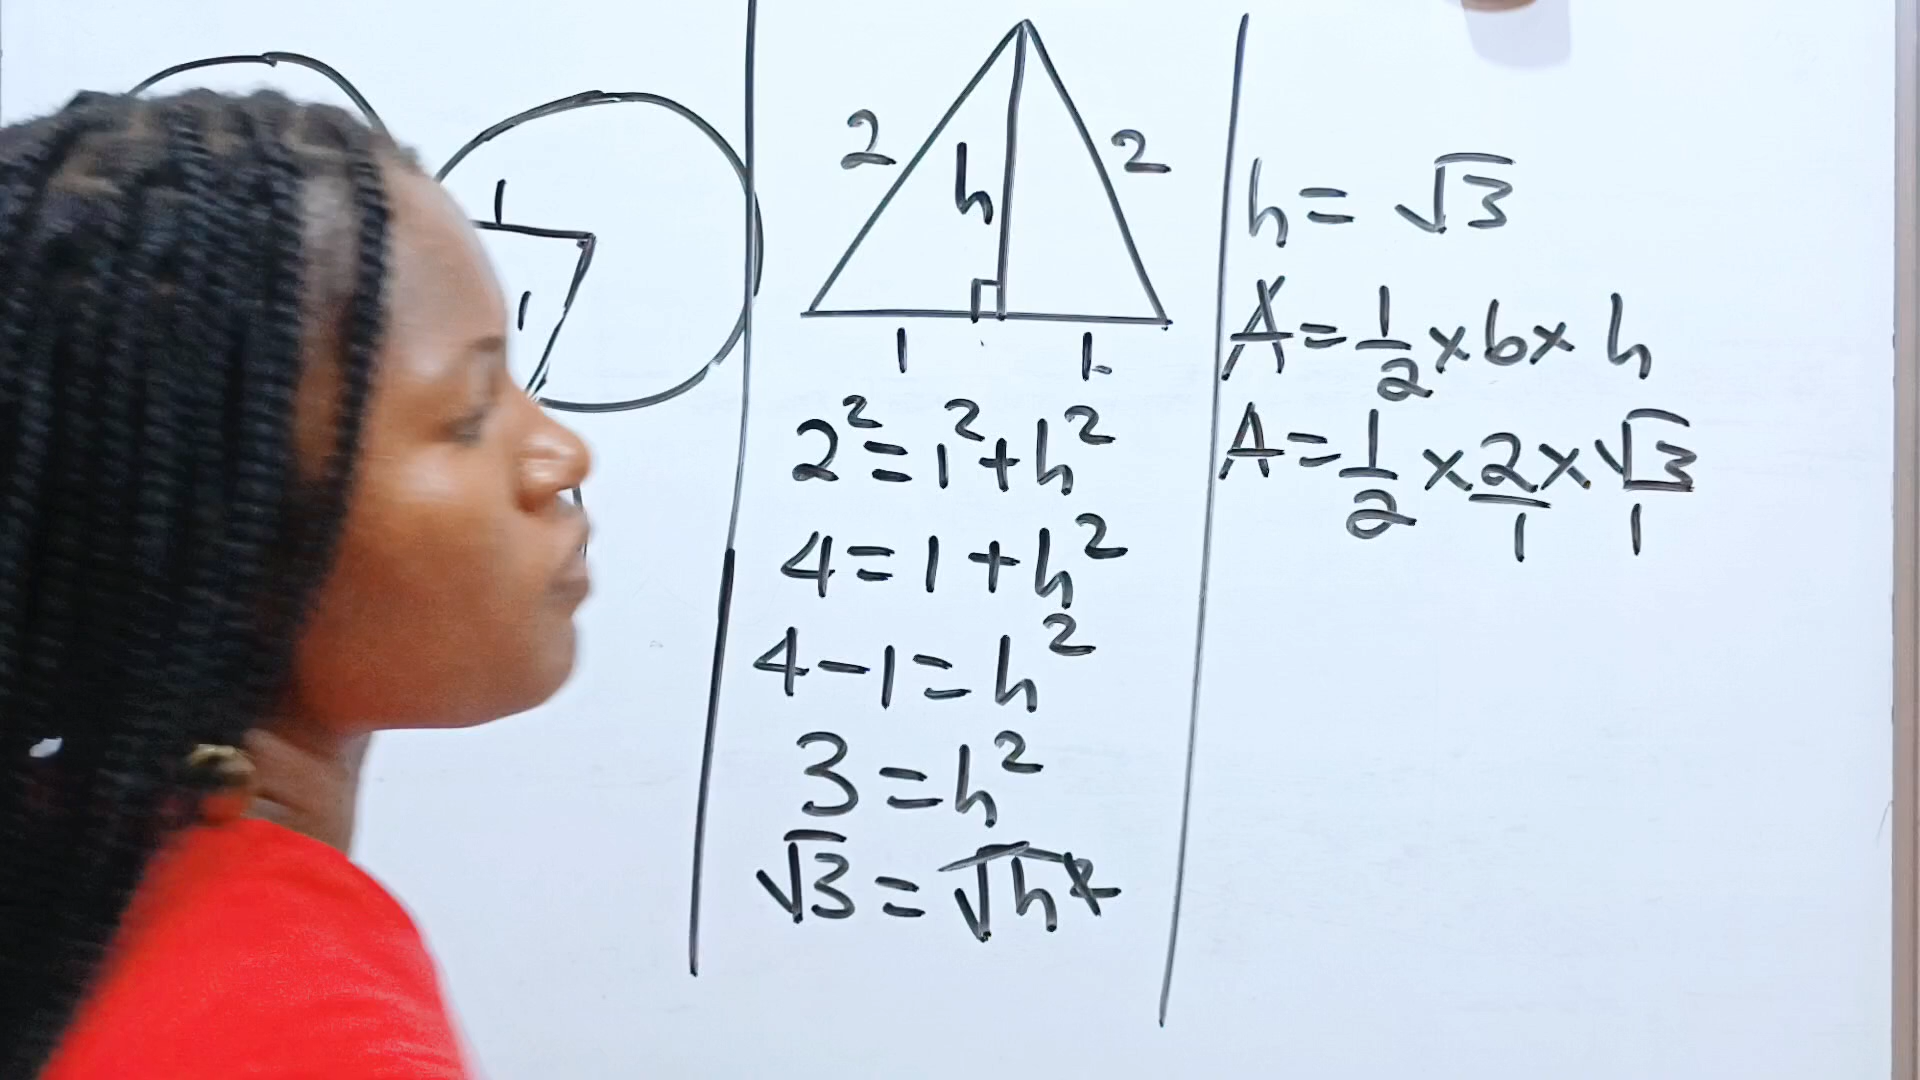 1
1
2
h
2
1
1
2² = 1² + h²
4 = 1 + h²
4 - 1 = h²
3 = h²
√3 = √h²
h = √3
A = 1/2 × b × h
A = 1/2 × 2/1 × √3/1